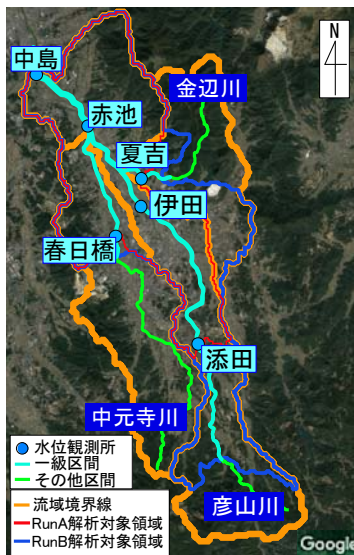 N
中島
金辺川
赤池
夏吉
伊田
春日橋
添田
中元寺川
水位観測所
一級区間
その他区間
流域境界線
RunA解析対象領域
RunB解析対象領域
彦山川
Google